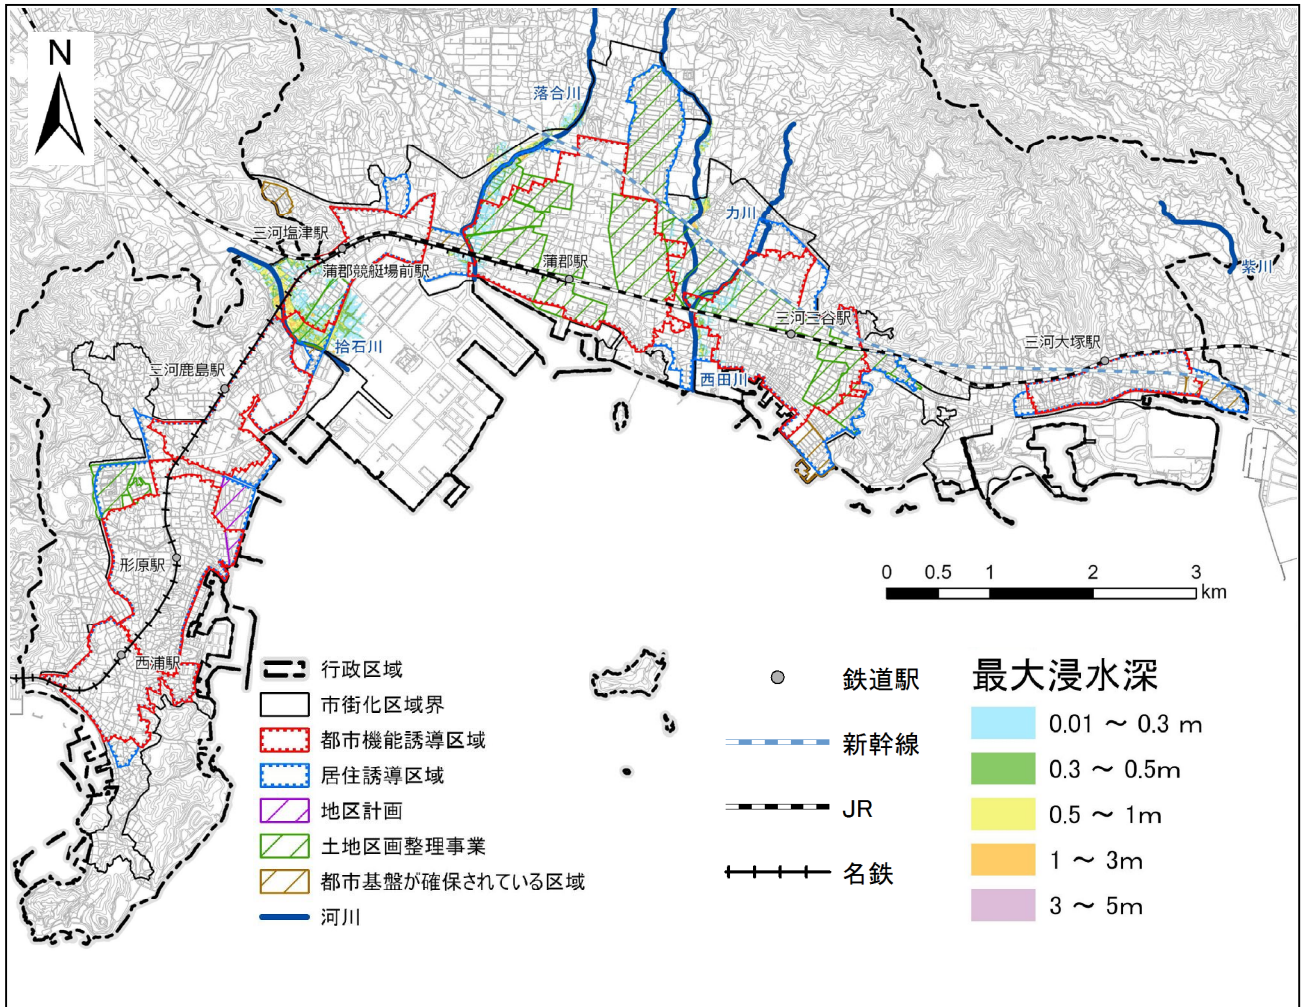 N
落合川
力川
三河塩津駅
蒲郡競艇場前駅
蒲郡駅
紫川
三河三谷駅
三河大塚駅
拾石川
三河鹿島駅
西田川
形原駅
西浦駅
0 0.5 1 2 3
km
行政区域
市街化区域界
都市機能誘導区域
居住誘導区域
地区計画
土地区画整理事業
都市基盤が確保されている区域
河川
鉄道駅
新幹線
JR
名鉄
最大浸水深
0.01 ～ 0.3 m
0.3 ～ 0.5m
0.5 ～ 1m
1 ～ 3m
3 ～ 5m